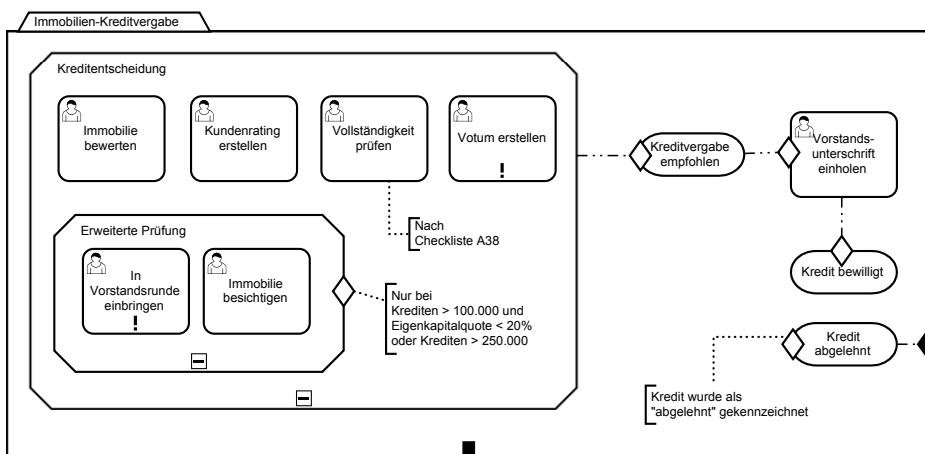 Immobilien-Kreditvergabe
Kreditentscheidung
Immobilie
bewerten
Kundenrating
erstellen
Vollständigkeit
prüfen
Votum erstellen
!
Kreditvergabe
empfohlen
Vorstands-
unterschrift
einholen
Nach
Checkliste A38
Erweiterte Prüfung
In
Vorstandsrunde
einbringen
!
Immobilie
besichtigen
Nur bei
Krediten > 100.000 und
Eigenkapitalquote < 20%
oder Krediten > 250.000
Kredit bewilligt
Kredit
abgelehnt
Kredit wurde als
"abgelehnt" gekennzeichnet